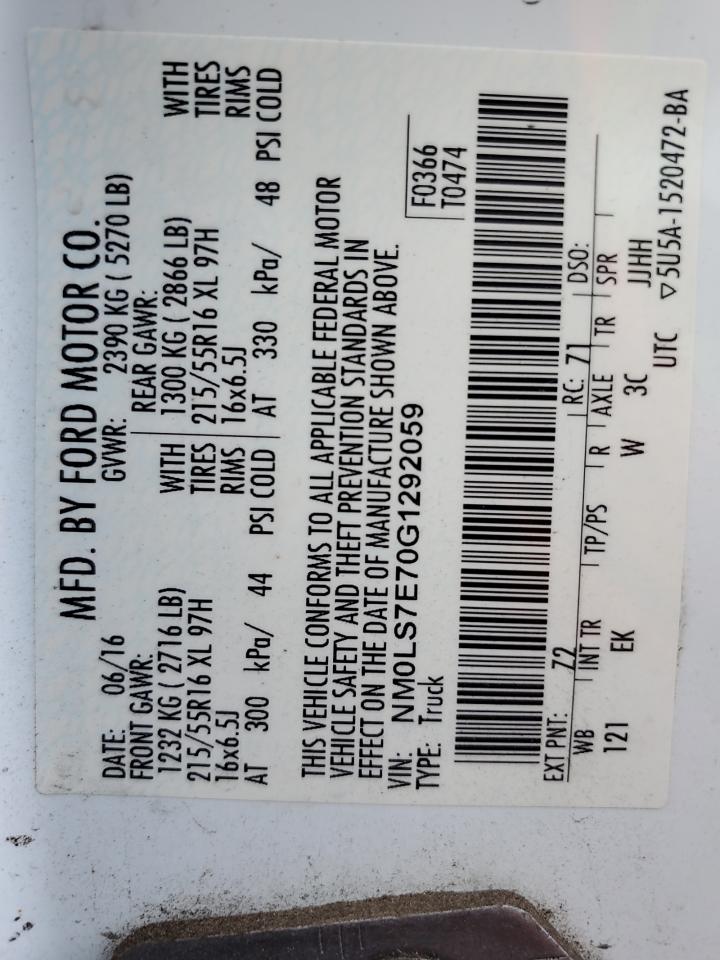 MFD. BY FORD MOTOR CO.
DATE: 06/16 GVWR: 2390 KG ( 5270 LB)
FRONT GAWR: REAR GAWR:
1232 KG ( 2716 LB) WITH 1300 KG ( 2866 LB) WITH
215/55R16 XL 97H TIRES 215/55R16 XL 97H TIRES
16x6.5J RIMS 16x6.5J RIMS
AT 300 kPa/ 44 PSI COLD AT 330 kPa/ 48 PSI COLD
THIS VEHICLE CONFORMS TO ALL APPLICABLE FEDERAL MOTOR
VEHICLE SAFETY AND THEFT PREVENTION STANDARDS IN
EFFECT ON THE DATE OF MANUFACTURE SHOWN ABOVE.
VIN: NM0LS7E70G1292059 F0366
TYPE: Truck T0474
EXT PNT: Z2 RC: 71 DSO:
WB INT TR TP/PS R AXLE TR SPR
121 EK W 3C JJHH
UTC ▽5U5A-1520472-BA